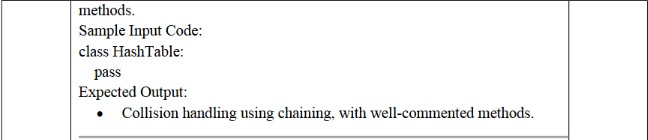 methods.
Sample Input Code:
class HashTable:
pass
Expected Output:
• Collision handling using chaining, with well-commented methods.